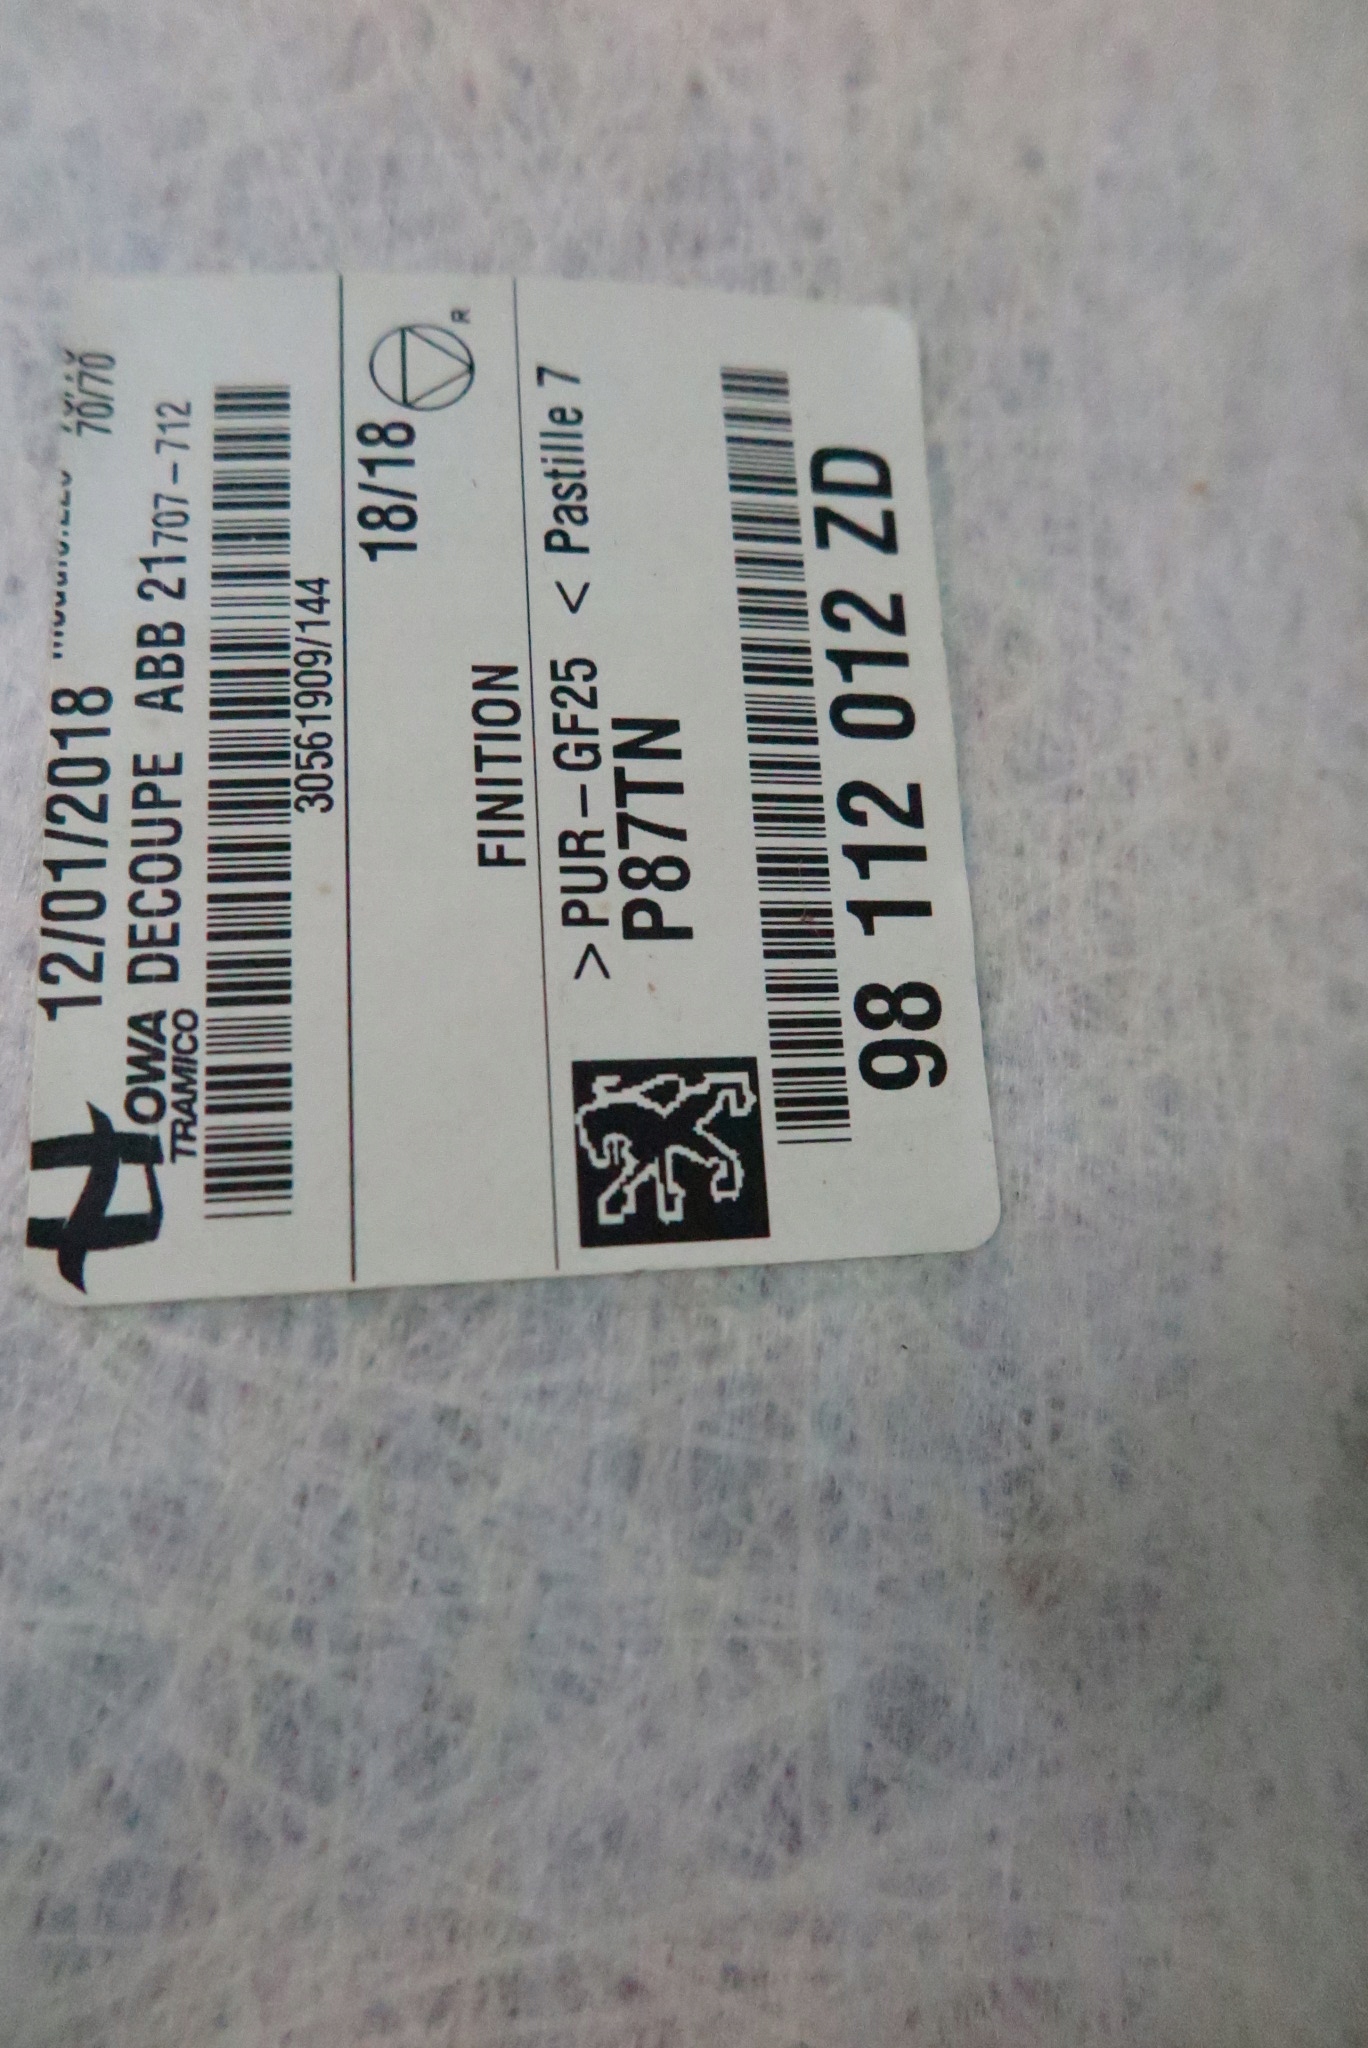 12/01/2018
70/70
HOWA TRAMICO
DECOUPE ABB 21707-712
30561909/144
18/18
R
FINITION
>PUR-GF25 < Pastille 7
P87TN
98 112 012 ZD